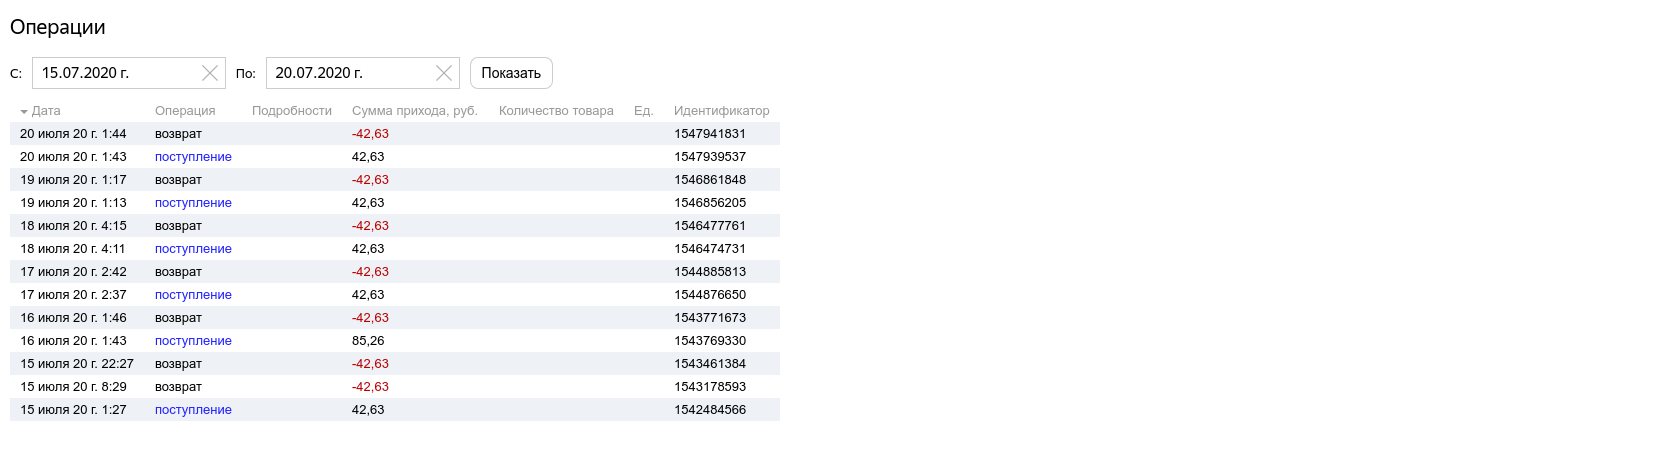 Операции
С: 15.07.2020 г. По: 20.07.2020 г. Показать
Дата Операция Подробности Сумма прихода, руб. Количество товара Ед. Идентификатор
20 июля 20 г. 1:44 возврат -42,63 1547941831
20 июля 20 г. 1:43 поступление 42,63 1547939537
19 июля 20 г. 1:17 возврат -42,63 1546861848
19 июля 20 г. 1:13 поступление 42,63 1546856205
18 июля 20 г. 4:15 возврат -42,63 1546477761
18 июля 20 г. 4:11 поступление 42,63 1546474731
17 июля 20 г. 2:42 возврат -42,63 1544885813
17 июля 20 г. 2:37 поступление 42,63 1544876650
16 июля 20 г. 1:46 возврат -42,63 1543771673
16 июля 20 г. 1:43 поступление 85,26 1543769330
15 июля 20 г. 22:27 возврат -42,63 1543461384
15 июля 20 г. 8:29 возврат -42,63 1543178593
15 июля 20 г. 1:27 поступление 42,63 1542484566